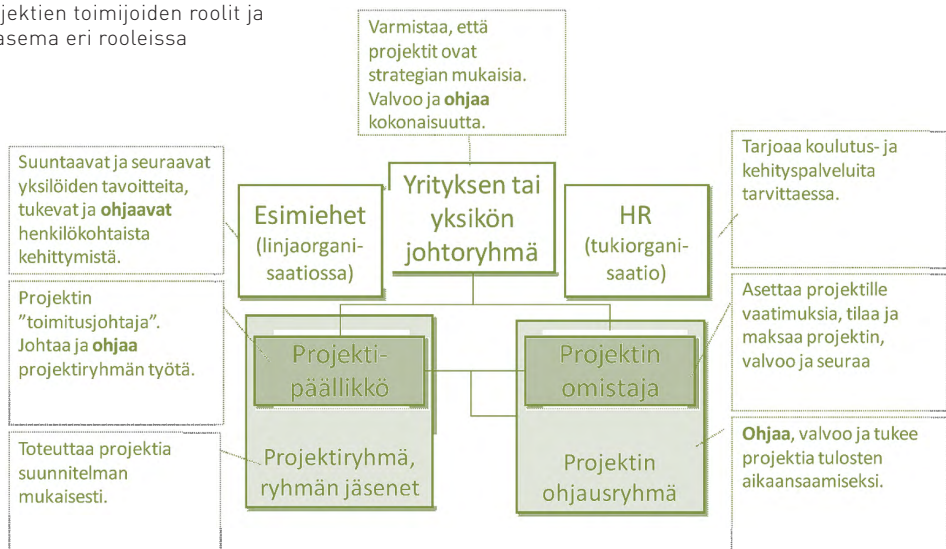 jektien toimijoiden roolit ja
asema eri rooleissa
Varmistaa, että
projektit ovat
strategian mukaisia.
Valvoo ja ohjaa
kokonaisuutta.
Suuntaavat ja seuraavat
yksilöiden tavoitteita,
tukevat ja ohjaavat
henkilökohtaista
kehittymistä.
Esimiehet
(linjaorgani-
saatiossa)
Yrityksen tai
yksikön
johtoryhmä
HR
(tukiorgani-
saatio)
Tarjoaa koulutus- ja
kehityspalveluita
tarvittaessa.
Projektin
”toimitusjohtaja”.
Johtaa ja ohjaa
projektiryhmän työtä.
Projekti-
päällikkö
Projektin
omistaja
Asettaa projektille
vaatimuksia, tilaa ja
maksaa projektin,
valvoo ja seuraa
Toteuttaa projektia
suunnitelman
mukaisesti.
Projektiryhmä,
ryhmän jäsenet
Projektin
ohjausryhmä
Ohjaa, valvoo ja tukee
projektia tulosten
aikaansaamiseksi.